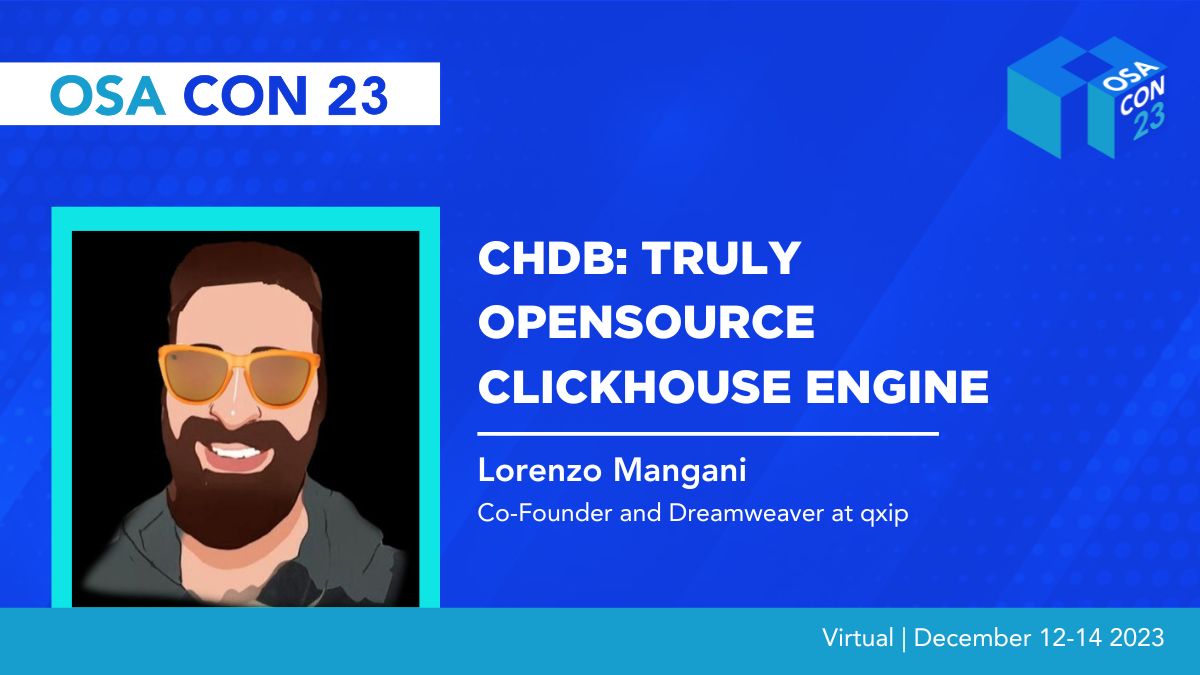 OSA CON 23
OSA
CON
23
CHDB: TRULY
OPENSOURCE
CLICKHOUSE ENGINE
Lorenzo Mangani
Co-Founder and Dreamweaver at qxip
Virtual | December 12-14 2023